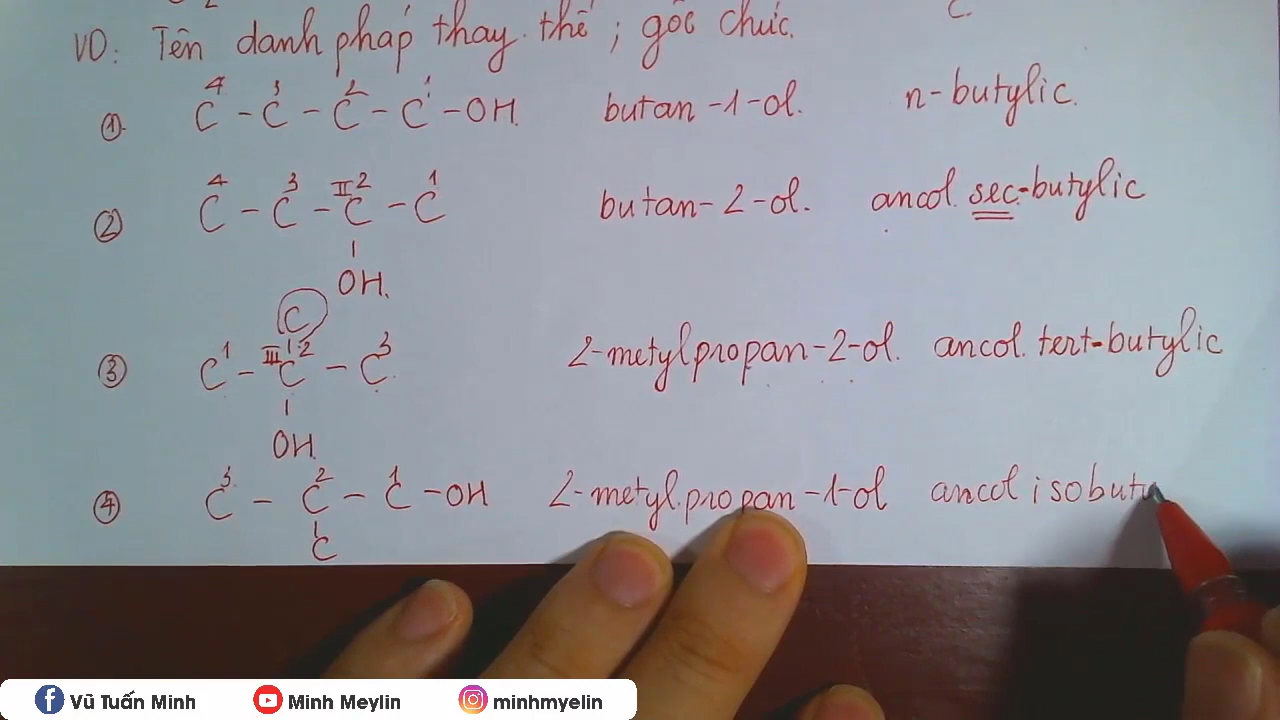 VD: Tên danh pháp thay thế; gốc chức.
① C⁴ - C³ - C² - C¹ - OH. butan-1-ol. n-butylic.
② C⁴ - C³ - C² - C¹ butan-2-ol. ancol sec-butylic
II
OH.
C
③ C¹ - C² - C³ 2-metylpropan-2-ol. ancol tert-butylic
III
OH.
④ C³ - C² - C¹ - OH 2-metylpropan-1-ol ancol isobuty
C
Vũ Tuấn Minh Minh Meylin minhmyelin